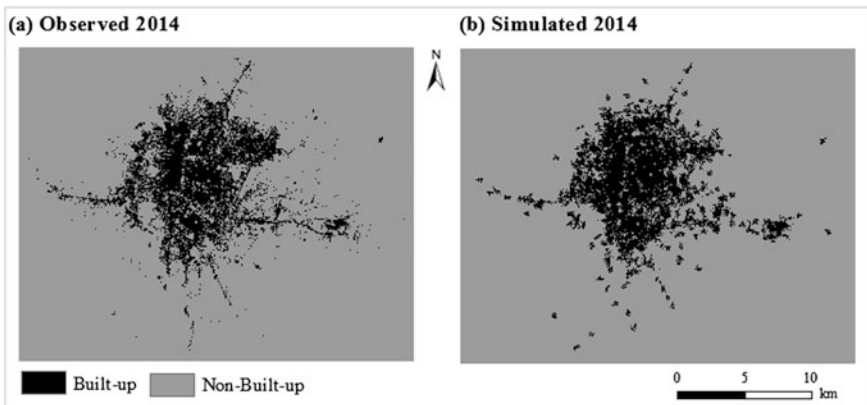 (a) Observed 2014
(b) Simulated 2014
N
Built-up
Non-Built-up
0 5 10
km